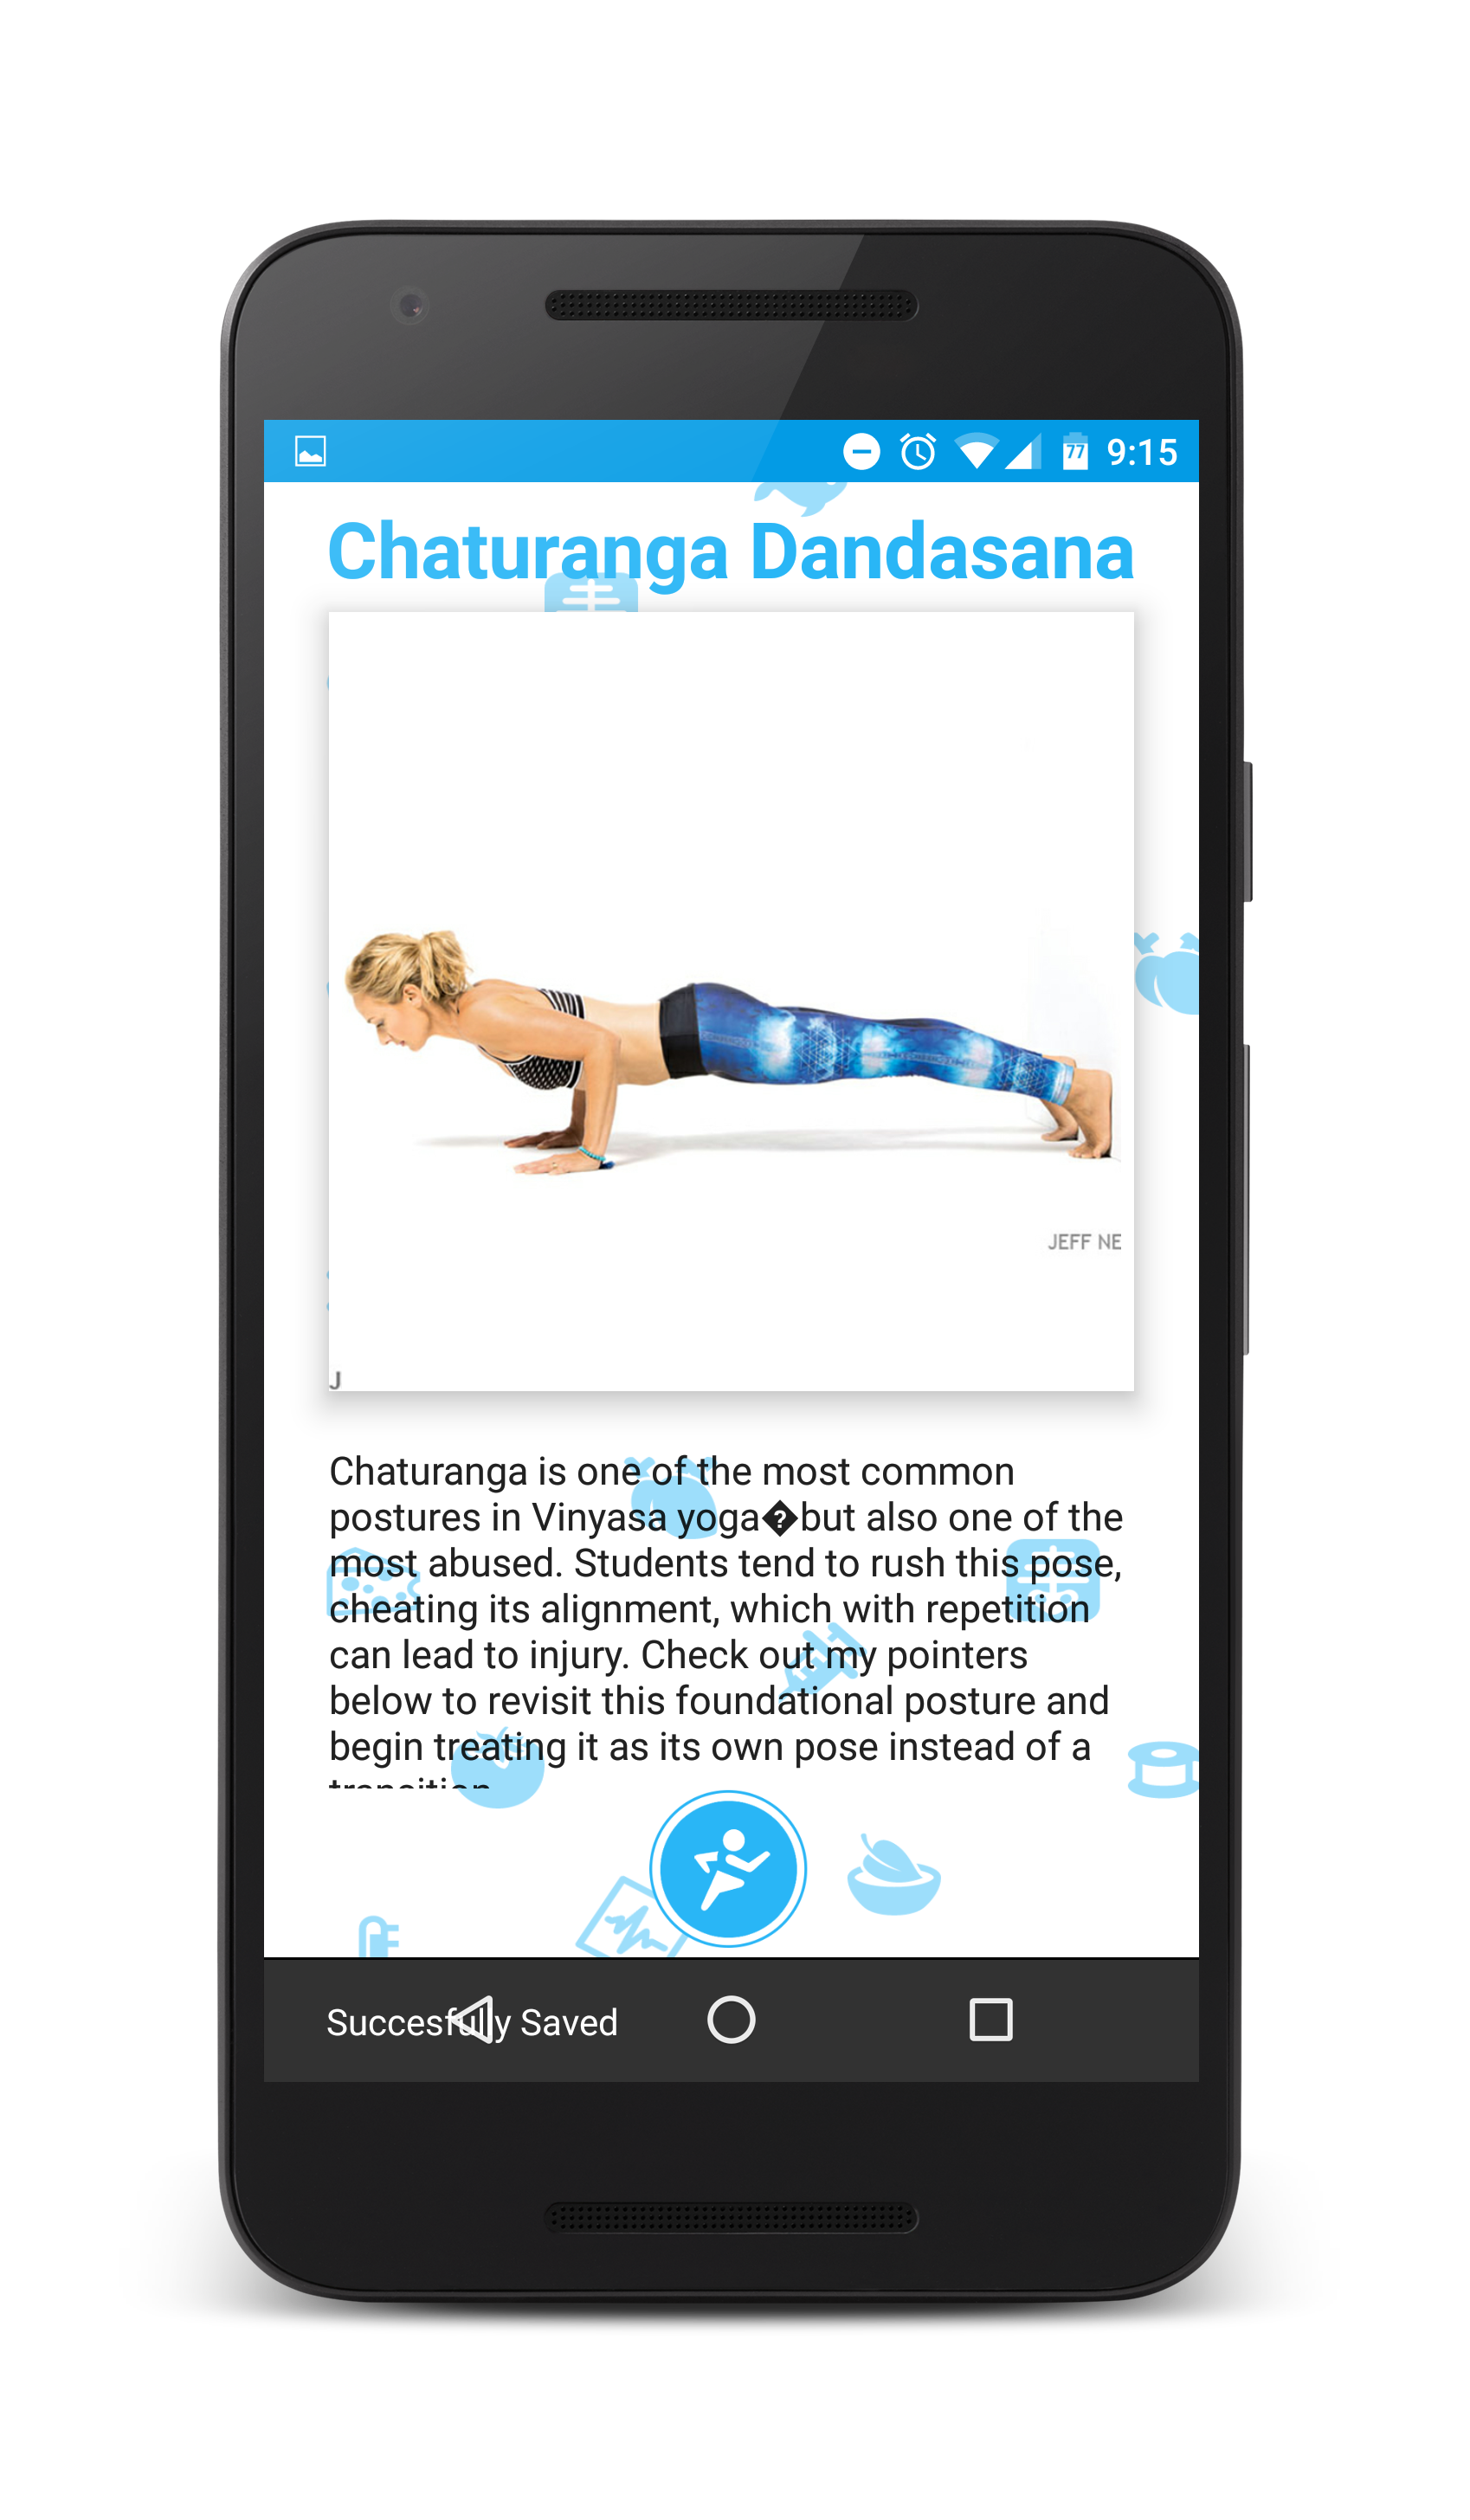 77 9:15
Chaturanga Dandasana
JEFF NE
J
Chaturanga is one of the most common
postures in Vinyasa yoga�but also one of the
most abused. Students tend to rush this pose,
cheating its alignment, which with repetition
can lead to injury. Check out my pointers
below to revisit this foundational posture and
begin treating it as its own pose instead of a
transition
Succesfully Saved